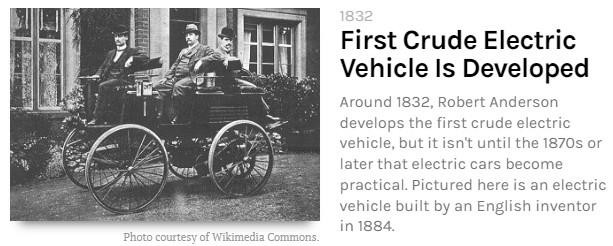 1832
First Crude Electric
Vehicle Is Developed
Around 1832, Robert Anderson
develops the first crude electric
vehicle, but it isn't until the 1870s or
later that electric cars become
practical. Pictured here is an electric
vehicle built by an English inventor
in 1884.
Photo courtesy of Wikimedia Commons.